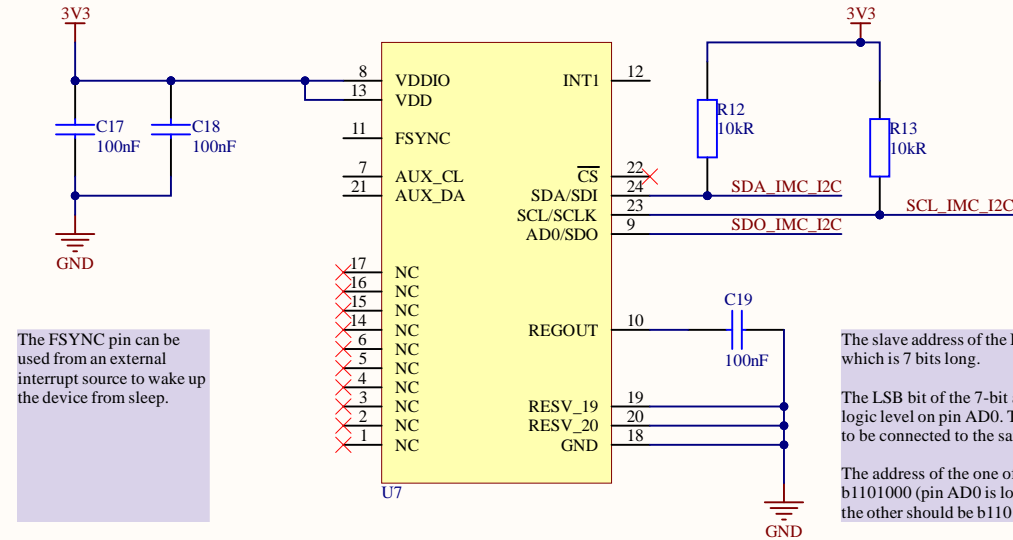 3V3
3V3
8 VDDIO
13 VDD
11 FSYNC
7 AUX_CL
21 AUX_DA
17 NC
16 NC
15 NC
14 NC
6 NC
5 NC
4 NC
3 NC
2 NC
1 NC
INT1 12
CS 22
SDA/SDI 24
SCL/SCLK 23
AD0/SDO 9
REGOUT 10
RESV_19 19
RESV_20 20
GND 18
U7
C17
100nF
C18
100nF
GND
R12
10kR
R13
10kR
SDA_IMC_I2C
SCL_IMC_I2C
SDO_IMC_I2C
C19
100nF
GND
The FSYNC pin can be
used from an external
interrupt source to wake up
the device from sleep.
The slave address of the
which is 7 bits long.
The LSB bit of the 7-bit
logic level on pin AD0.
to be connected to the
The address of the one
b1101000 (pin AD0 is
the other should be